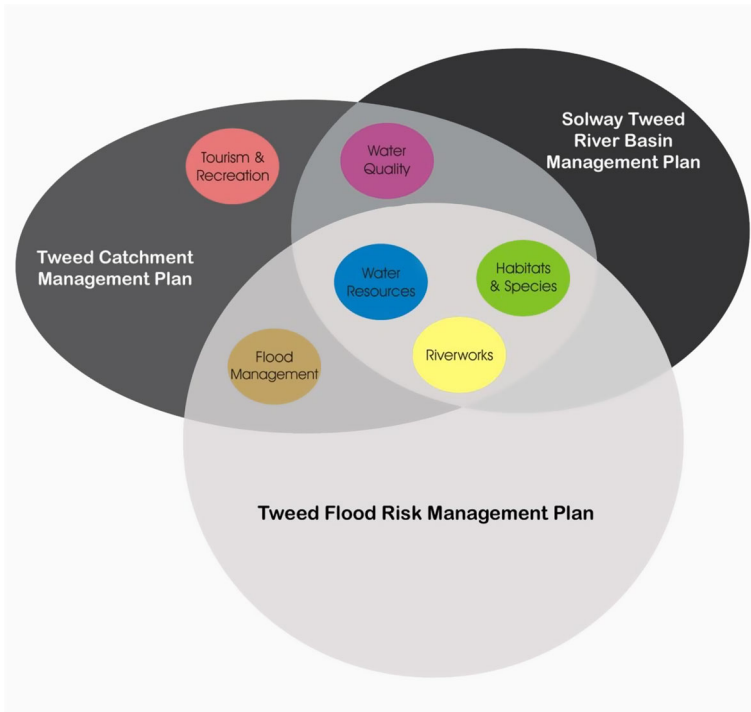 Solway Tweed
River Basin
Management Plan
Tourism &
Recreation
Water
Quality
Tweed Catchment
Management Plan
Water
Resources
Habitats
& Species
Flood
Management
Riverworks
Tweed Flood Risk Management Plan